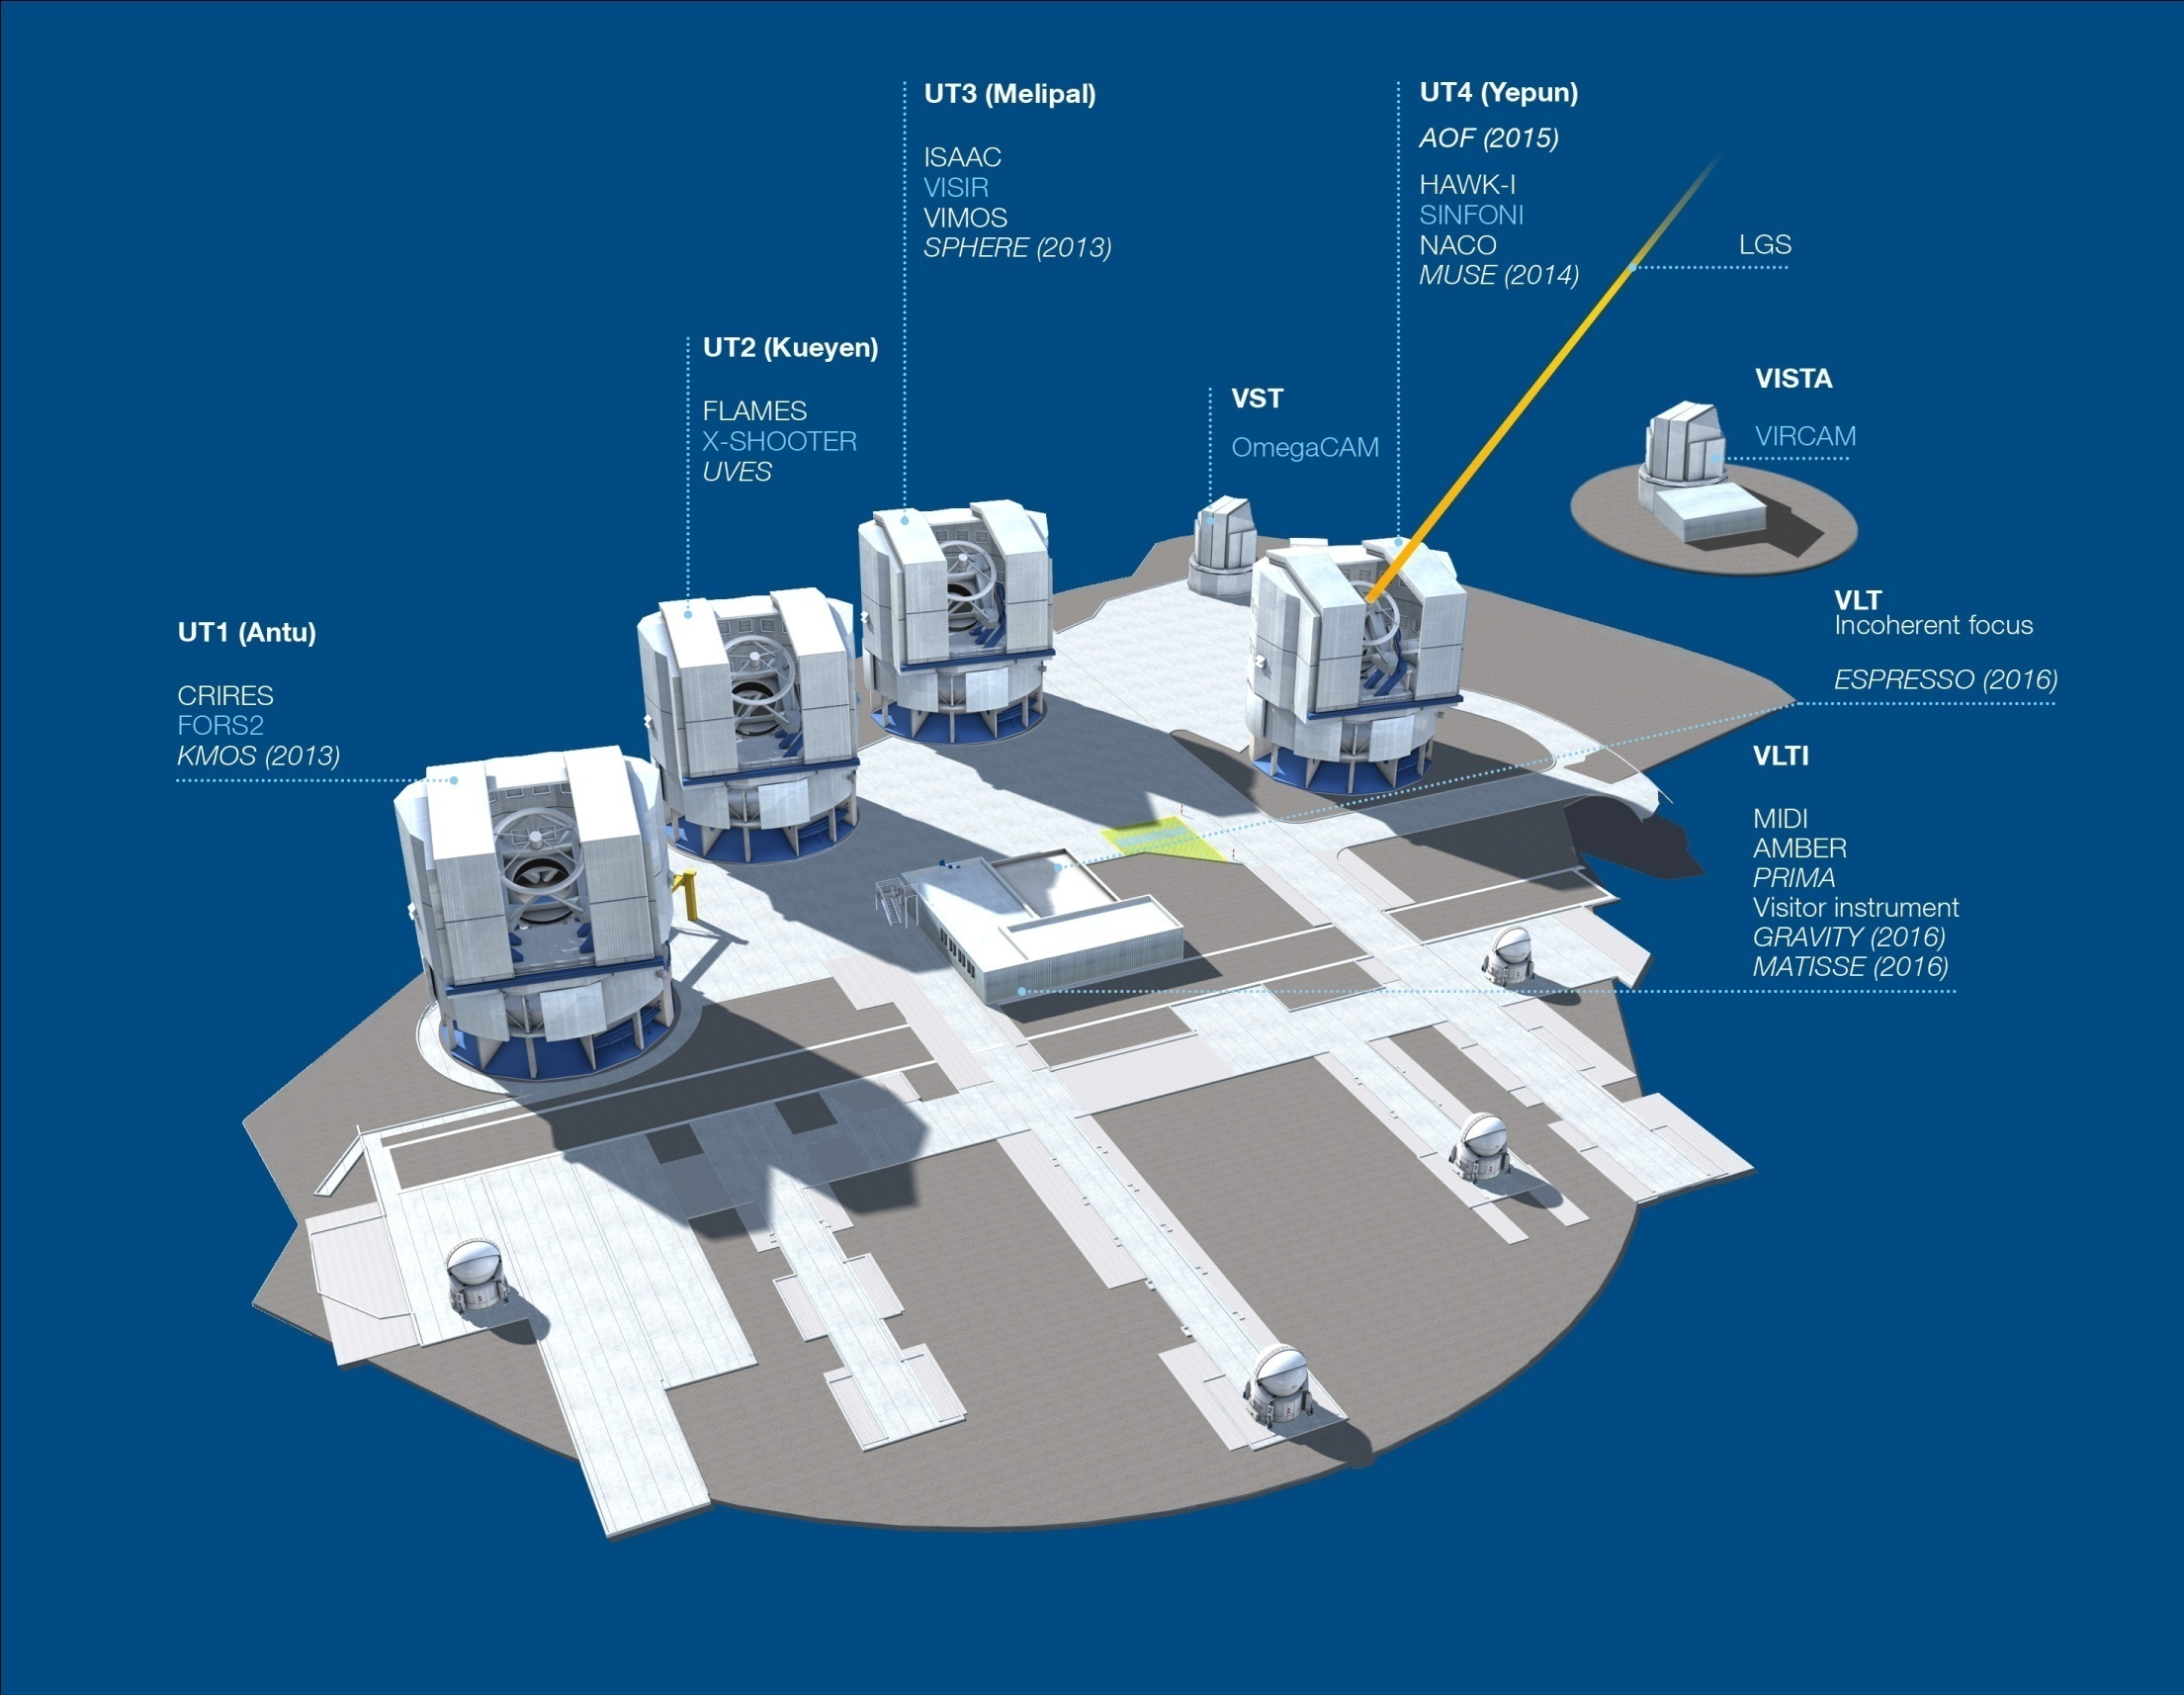 UT3 (Melipal)
ISAAC
VISIR
VIMOS
SPHERE (2013)
UT4 (Yepun)
AOF (2015)
HAWK-I
SINFONI
NACO
MUSE (2014)
LGS
UT2 (Kueyen)
FLAMES
X-SHOOTER
UVES
VST
OmegaCAM
VISTA
VIRCAM
UT1 (Antu)
CRIRES
FORS2
KMOS (2013)
VLT
Incoherent focus
ESPRESSO (2016)
VLTI
MIDI
AMBER
PRIMA
Visitor instrument
GRAVITY (2016)
MATISSE (2016)